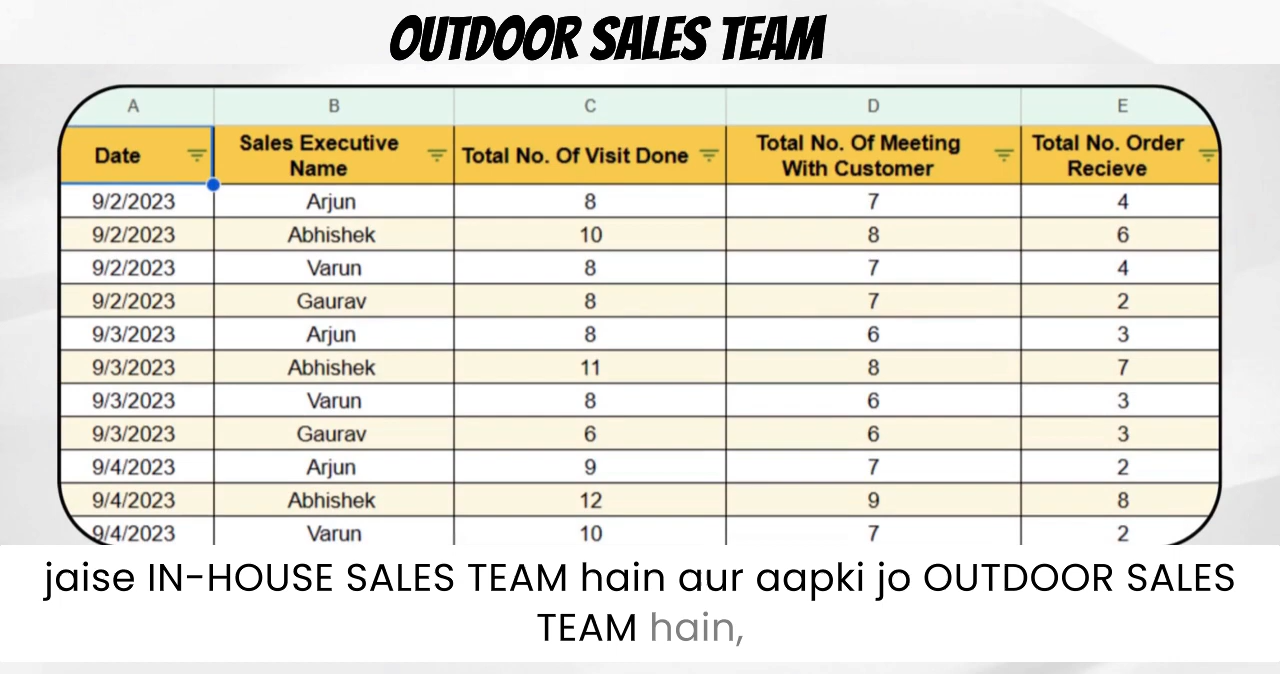 OUTDOOR SALES TEAM
A B C D E
Date Sales Executive Name Total No. Of Visit Done Total No. Of Meeting With Customer Total No. Order Recieve
9/2/2023 Arjun 8 7 4
9/2/2023 Abhishek 10 8 6
9/2/2023 Varun 8 7 4
9/2/2023 Gaurav 8 7 2
9/3/2023 Arjun 8 6 3
9/3/2023 Abhishek 11 8 7
9/3/2023 Varun 8 6 3
9/3/2023 Gaurav 6 6 3
9/4/2023 Arjun 9 7 2
9/4/2023 Abhishek 12 9 8
9/4/2023 Varun 10 7 2
jaise IN-HOUSE SALES TEAM hain aur aapki jo OUTDOOR SALES
TEAM hain,